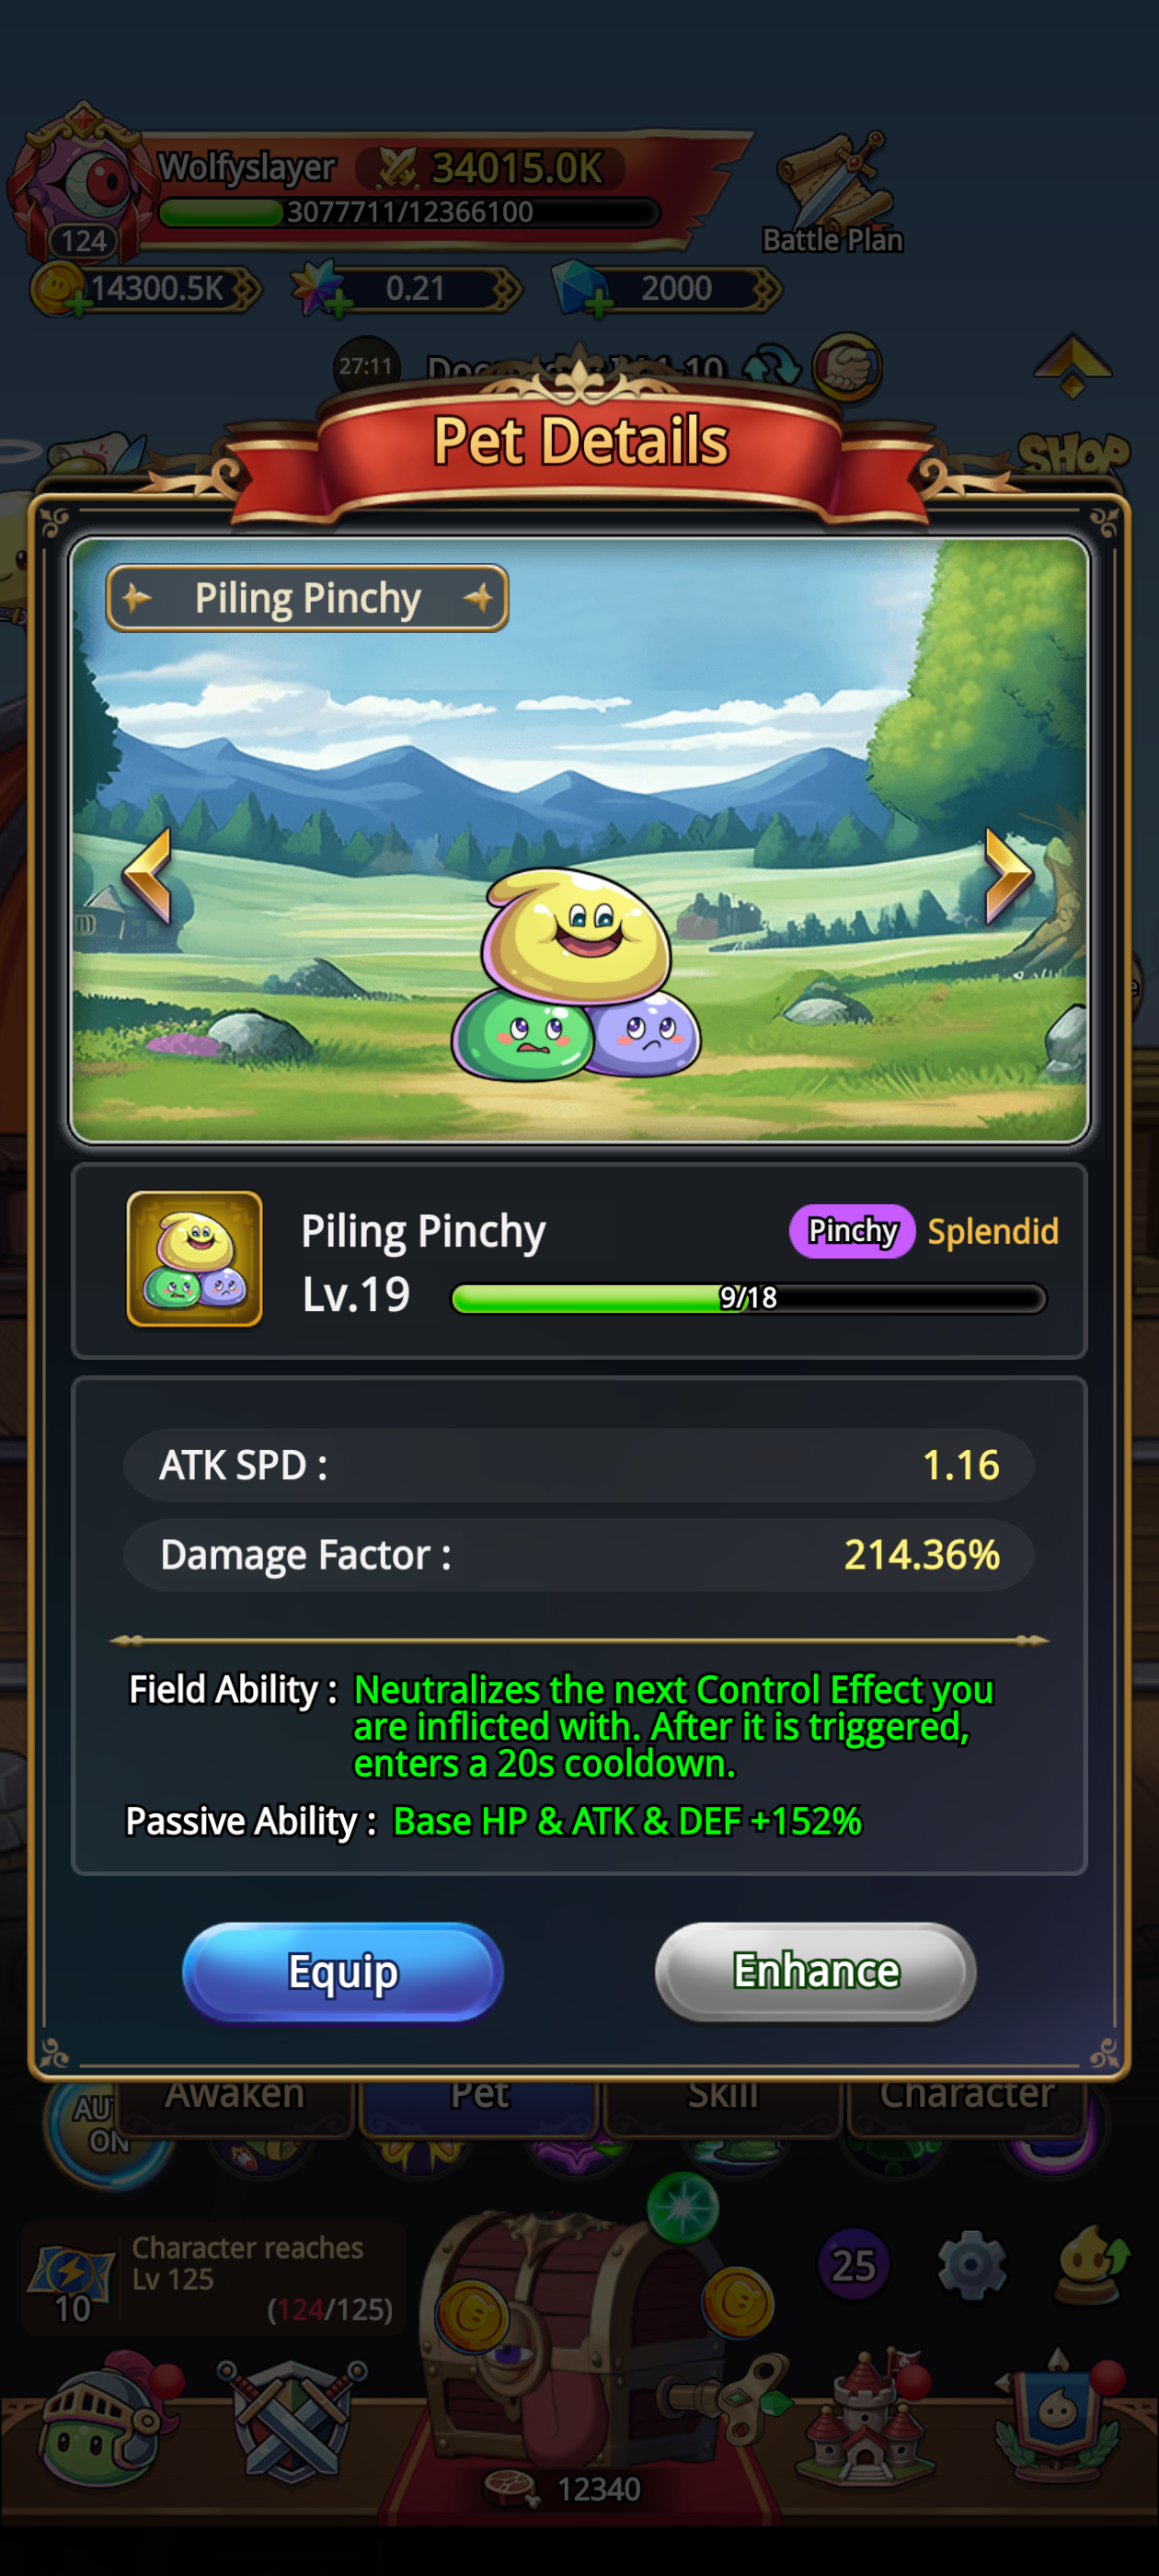 Wolfyslayer
34015.0K
3077711/12366100
124
Battle Plan
14300.5K
0.21
2000
27:11
SHOP
Pet Details
Piling Pinchy
Piling Pinchy
Pinchy
Splendid
Lv.19
9/18
ATK SPD :
1.16
Damage Factor :
214.36%
Field Ability :
Neutralizes the next Control Effect you
are inflicted with. After it is triggered,
enters a 20s cooldown.
Passive Ability :
Base HP & ATK & DEF +152%
Equip
Enhance
Awaken
Pet
Skill
Character
ON
Character reaches
Lv 125
(124/125)
10
25
12340